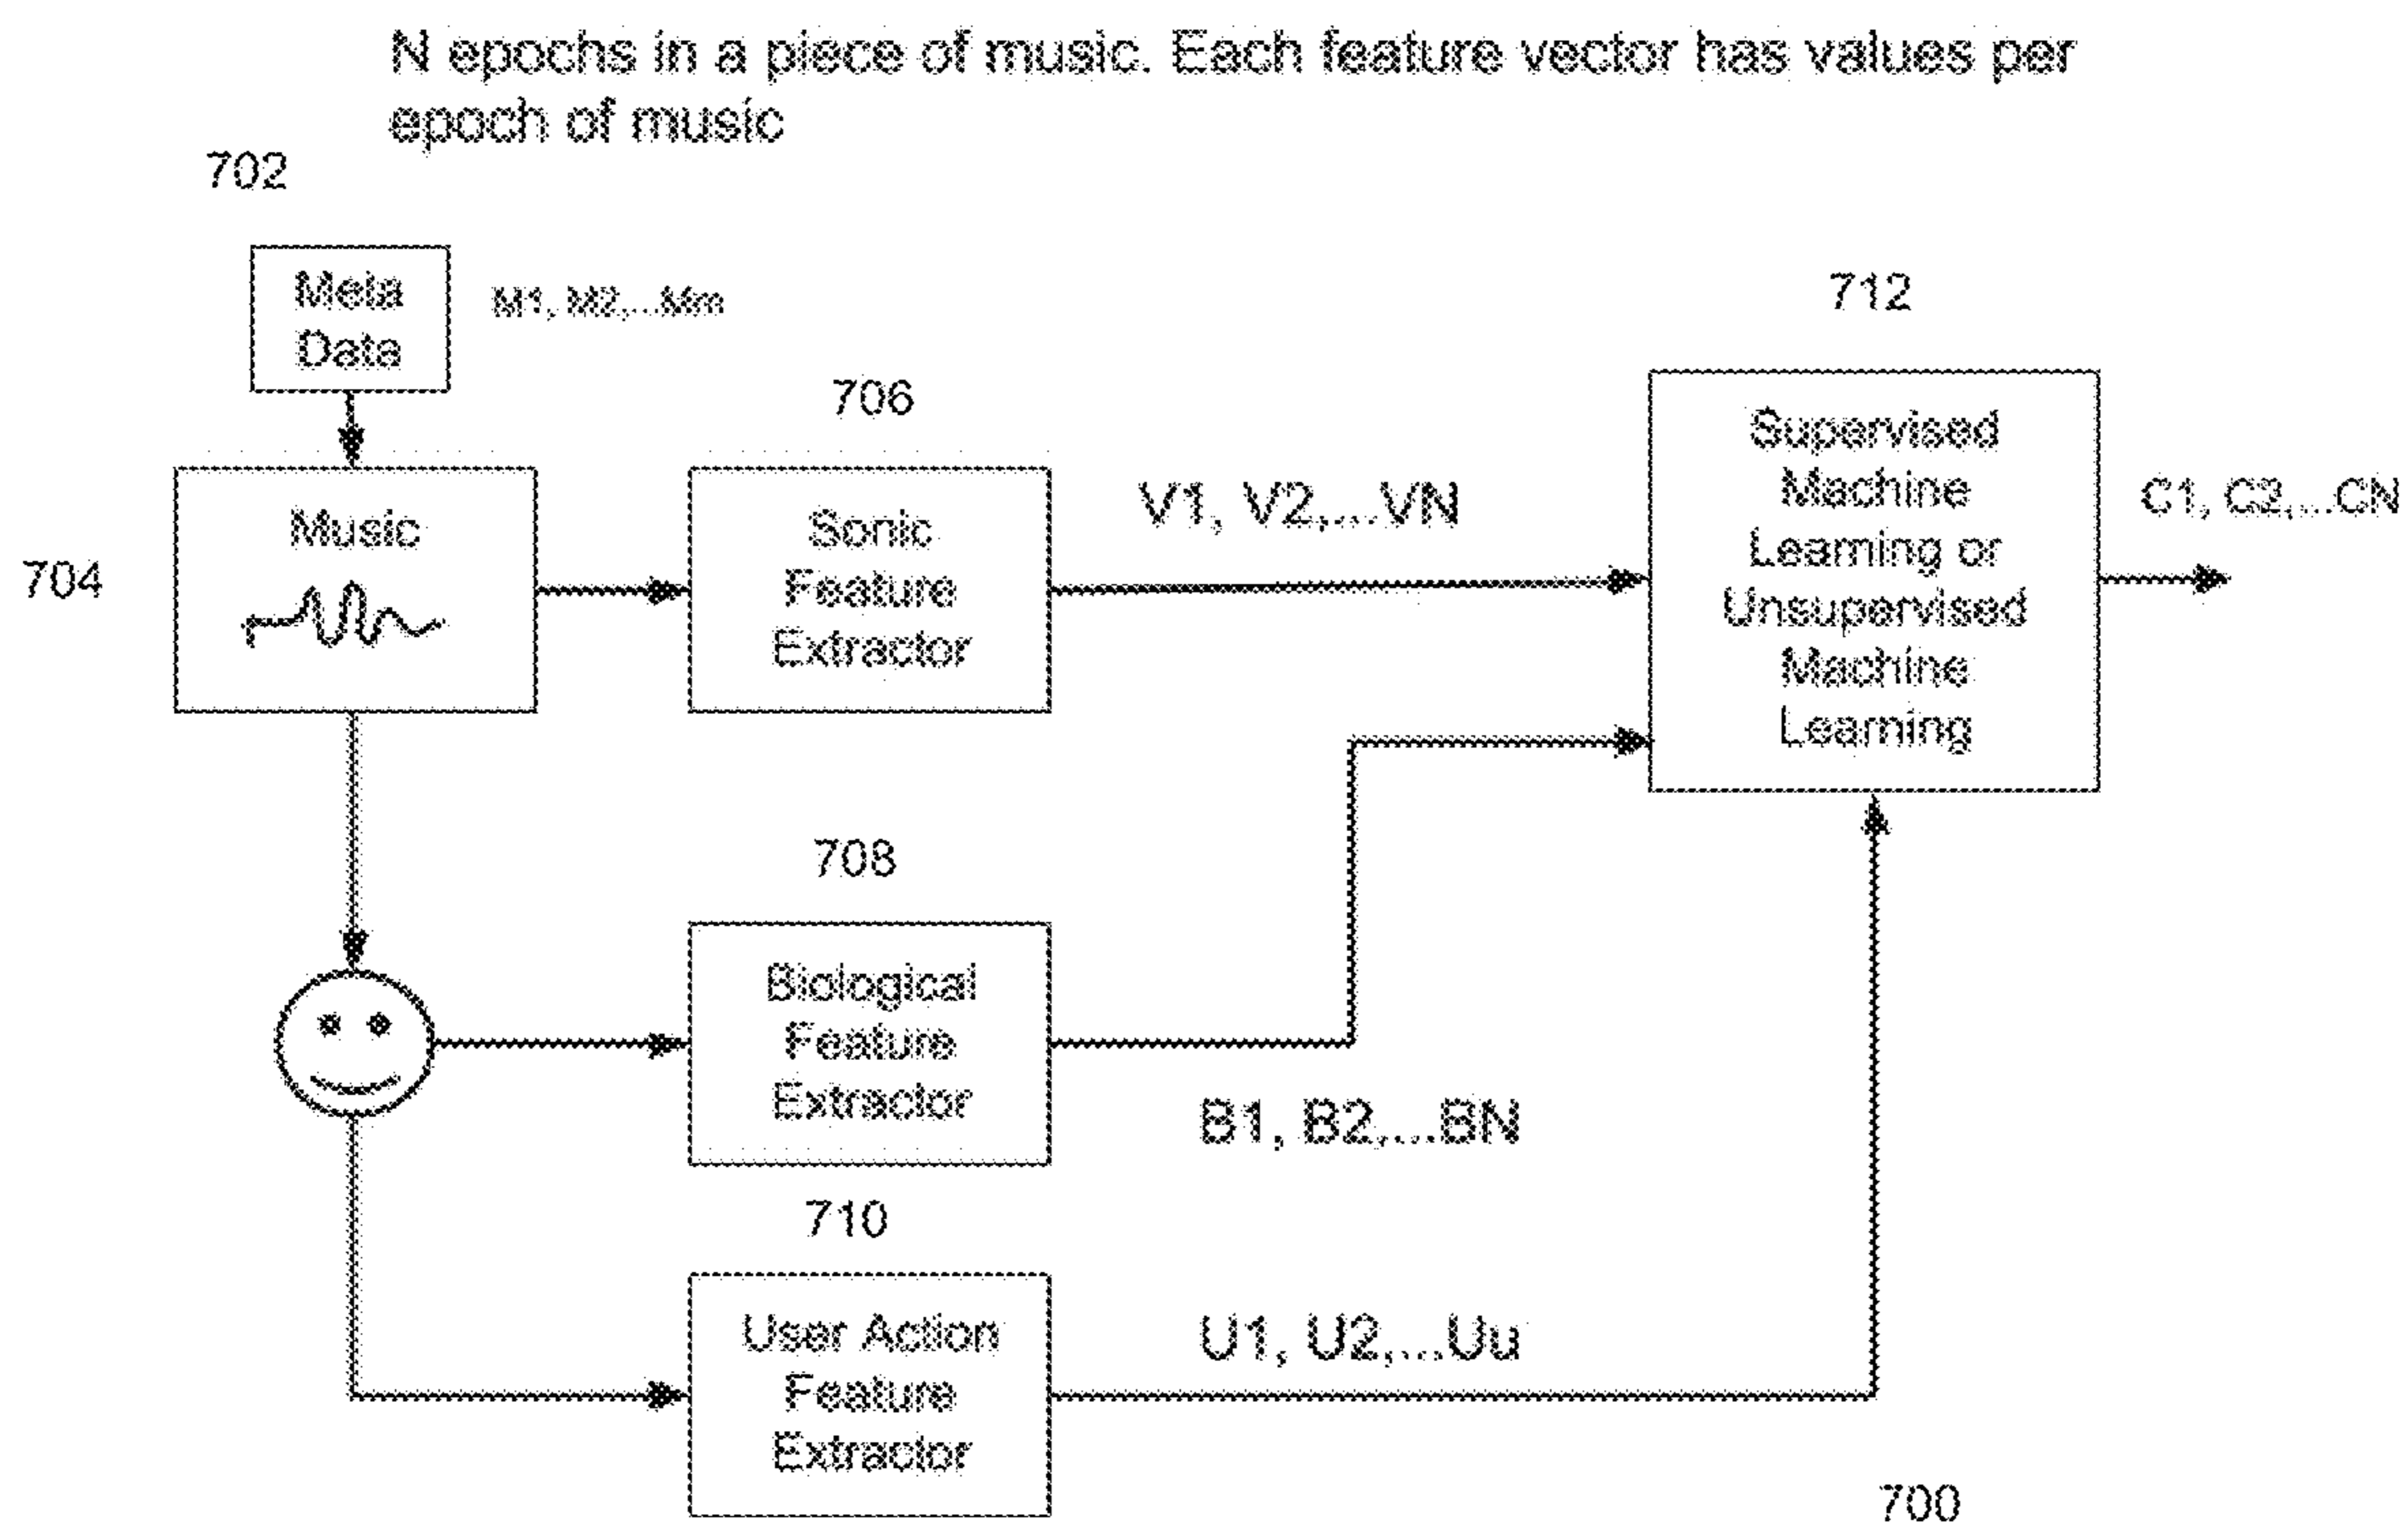 N epochs in a piece of music. Each feature vector has values per
epoch of music
702
Meta
Data
M1, M2,...Mm
712
706
Supervised
Machine
Learning or
Unsupervised
Machine
Learning
Music
704
Sonic
Feature
Extractor
V1, V2,...VN
C1, C2,...CN
708
Biological
Feature
Extractor
B1, B2,...BN
710
User Action
Feature
Extractor
U1, U2,...Uu
700